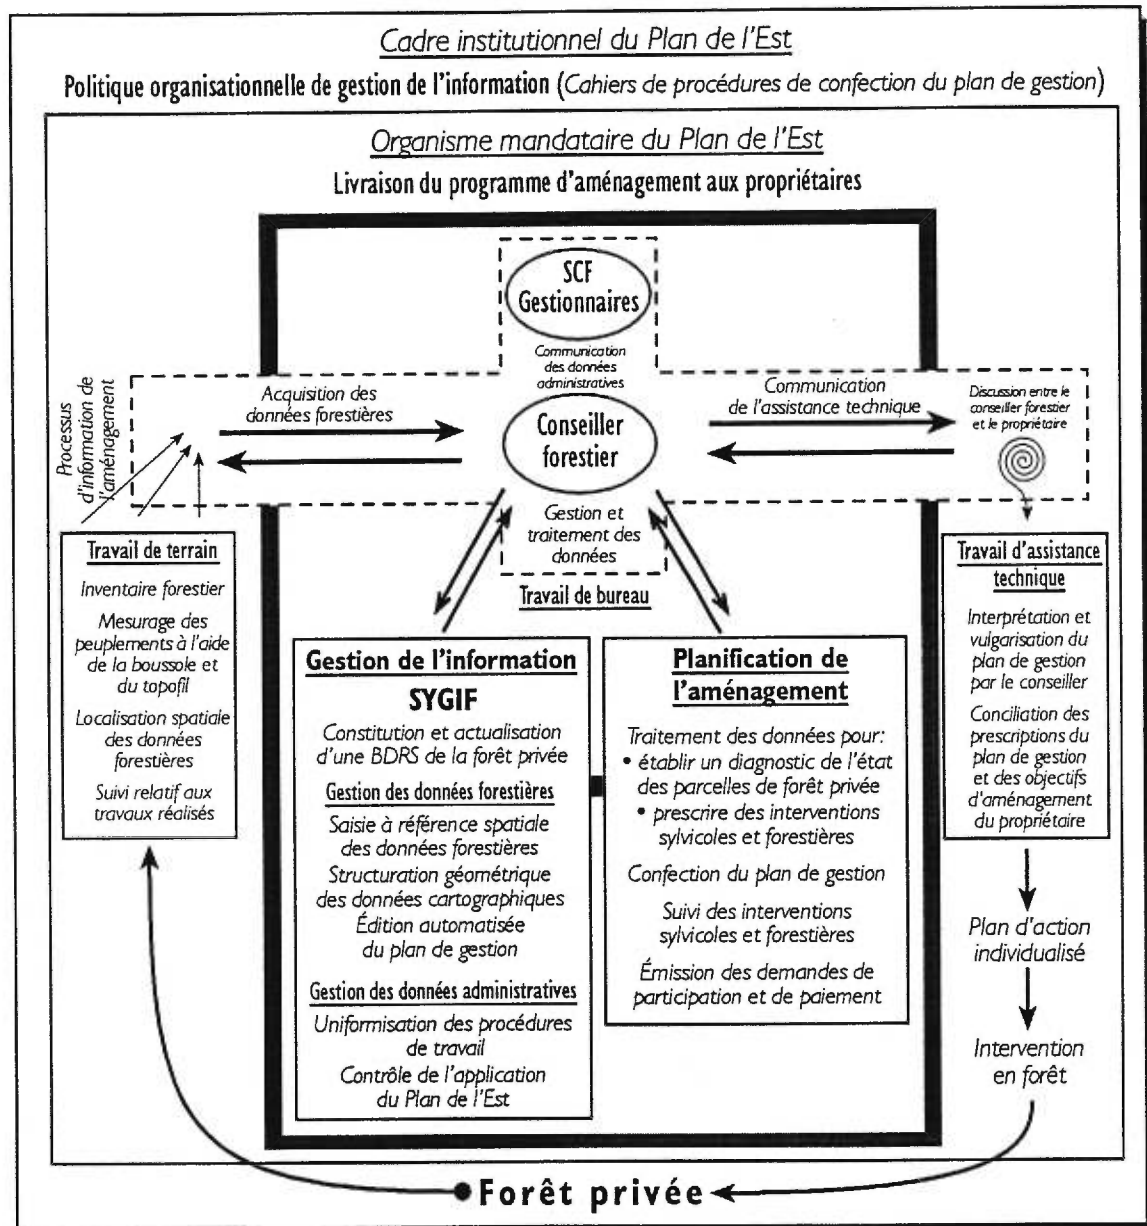 Cadre institutionnel du Plan de l'Est
Politique organisationnelle de gestion de l'information (Cahiers de procédures de confection du plan de gestion)
Organisme mandataire du Plan de l'Est
Livraison du programme d'aménagement aux propriétaires
SCF
Gestionnaires
Communication
des données
administratives
Processus
d'information de
l'aménagement
Acquisition des
données forestières
Conseiller
forestier
Communication
de l'assistance technique
Discussion entre le
conseiller forestier
et le propriétaire
Gestion et
traitement des
données
Travail de bureau
Travail de terrain
Inventaire forestier
Mesurage des
peuplements à l'aide
de la boussole et
du topofil
Localisation spatiale
des données
forestières
Suivi relatif aux
travaux réalisés
Gestion de l'information
SYGIF
Constitution et actualisation
d'une BDRS de la forêt privée
Gestion des données forestières
Saisie à référence spatiale
des données forestières
Structuration géométrique
des données cartographiques
Édition automatisée
du plan de gestion
Gestion des données administratives
Uniformisation des procédures
de travail
Contrôle de l'application
du Plan de l'Est
Planification de
l'aménagement
Traitement des données pour:
• établir un diagnostic de l'état
des parcelles de forêt privée
• prescrire des interventions
sylvicoles et forestières
Confection du plan de gestion
Suivi des interventions
sylvicoles et forestières
Émission des demandes de
participation et de paiement
Travail d'assistance
technique
Interprétation et
vulgarisation du
plan de gestion
par le conseiller
Conciliation des
prescriptions du
plan de gestion
et des objectifs
d'aménagement
du propriétaire
Plan d'action
individualisé
Intervention
en forêt
Forêt privée